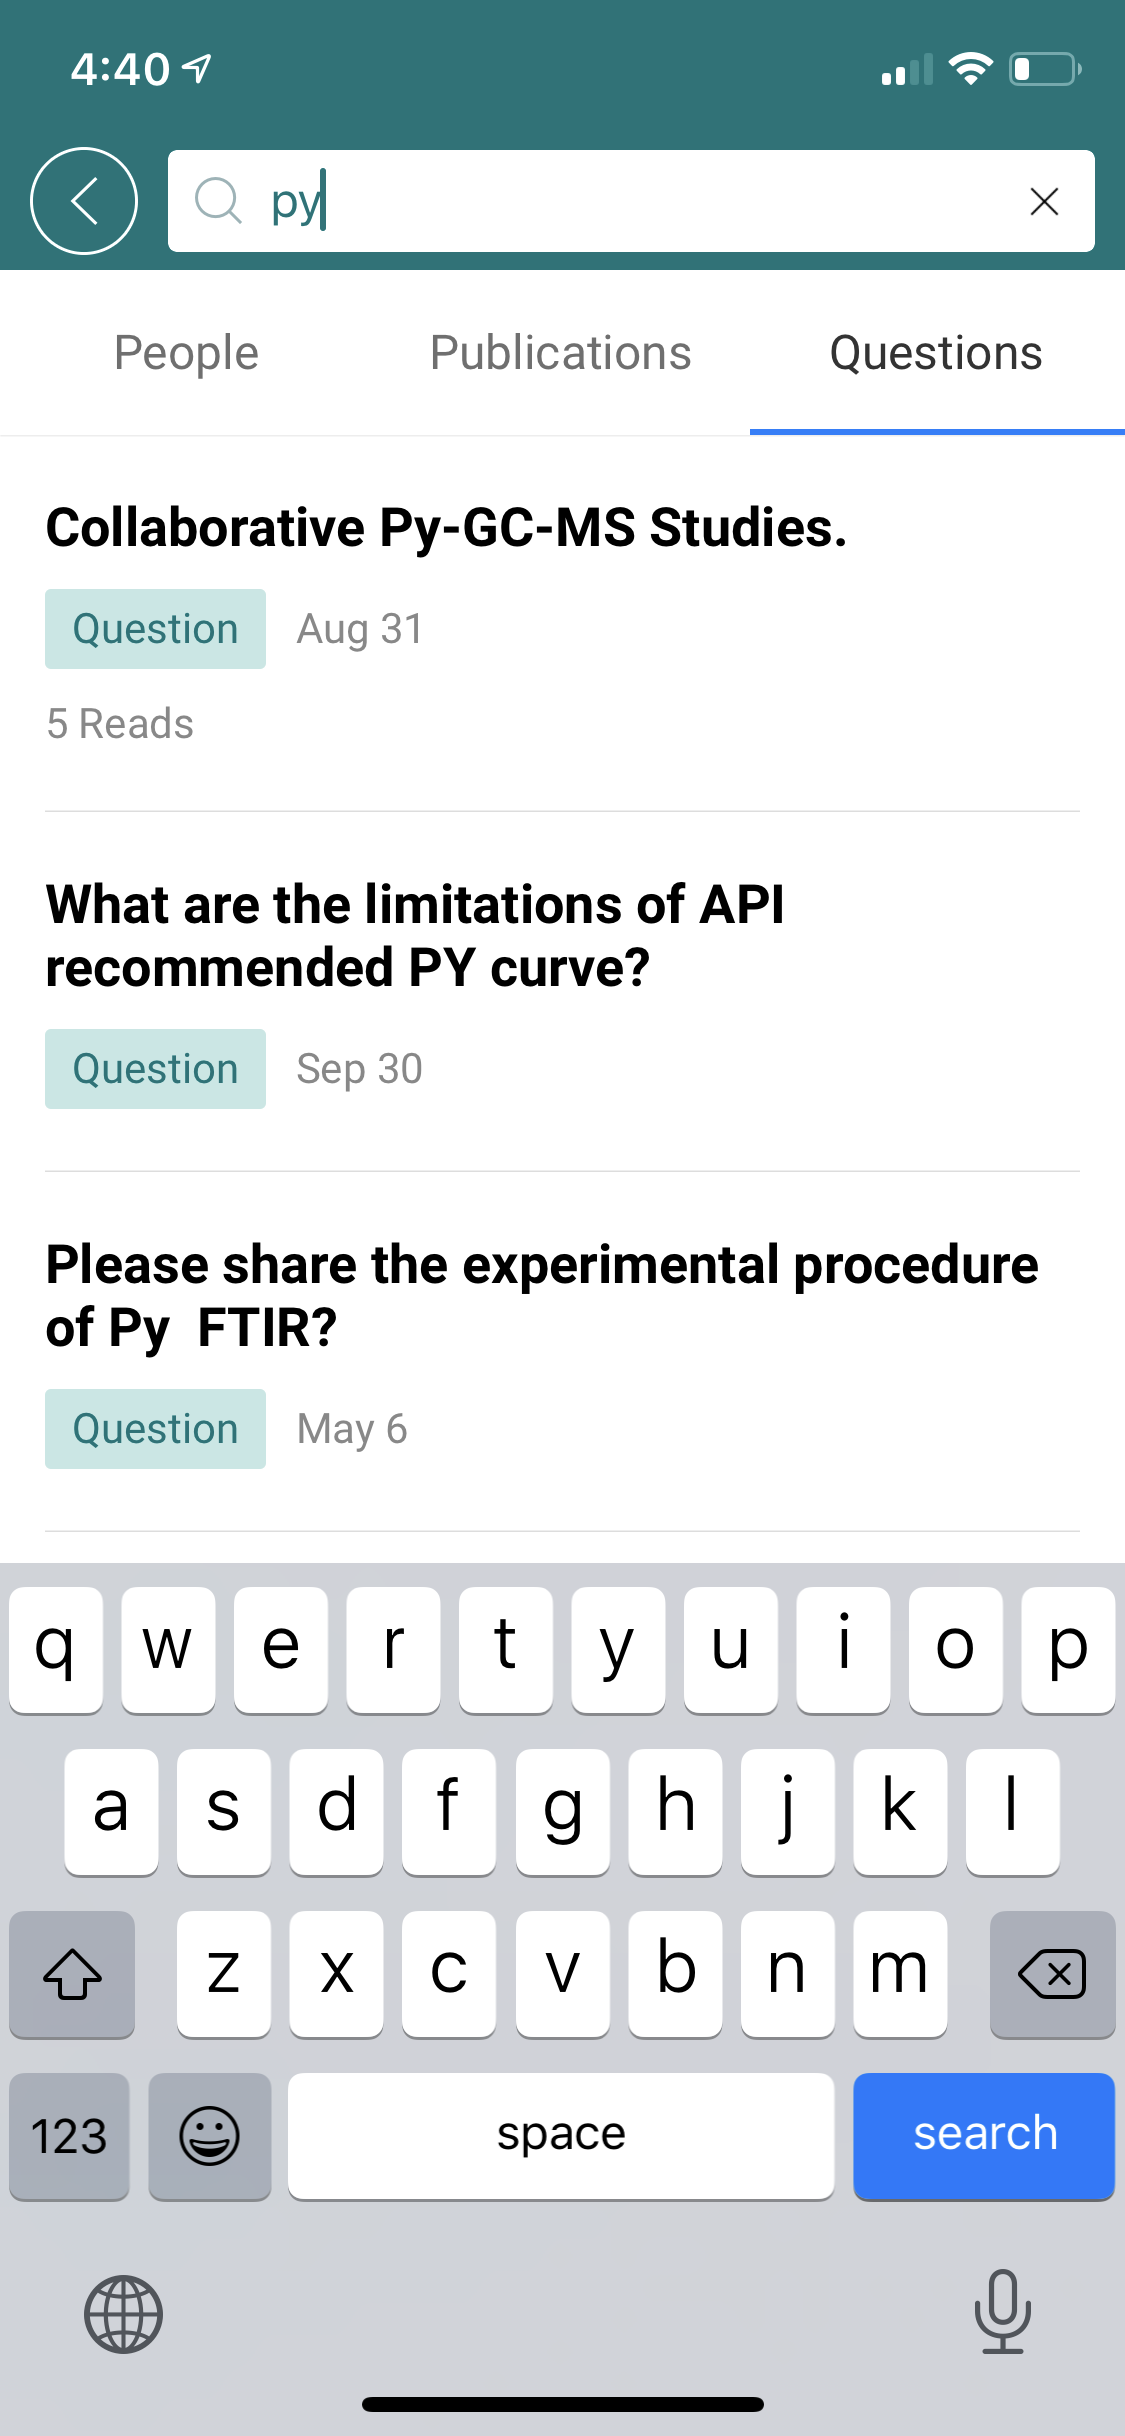 4:40
py
People Publications Questions
Collaborative Py-GC-MS Studies.
Question Aug 31
5 Reads
What are the limitations of API
recommended PY curve?
Question Sep 30
Please share the experimental procedure
of Py  FTIR?
Question May 6
q w e r t y u i o p
a s d f g h j k l
z x c v b n m
123 space search